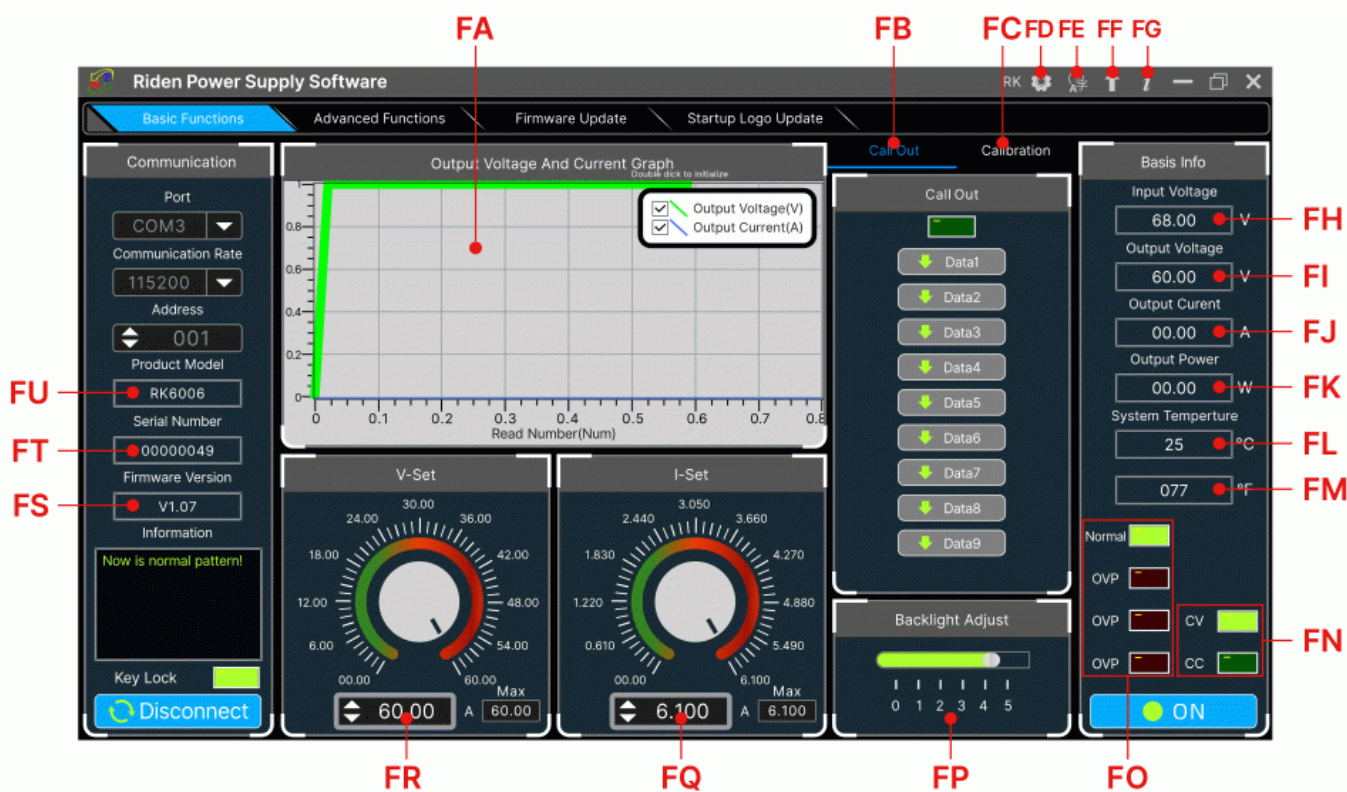 FA
FB
FC
FD
FE
FF
FG
Riden Power Supply Software
RK
Basic Functions
Advanced Functions
Firmware Update
Startup Logo Update
Communication
Port
COM3
Communication Rate
115200
Address
001
Product Model
FU
RK6006
Serial Number
FT
00000049
Firmware Version
FS
V1.07
Information
Now is normal pattern!
Key Lock
Disconnect
Output Voltage And Current Graph
Double click to initialize
Output Voltage(V)
Output Current(A)
1
0.8
0.6
0.4
0.2
0
0 0.1 0.2 0.3 0.4 0.5 0.6 0.7 0.8
Read Number(Num)
V-Set
30.00
24.00 36.00
18.00 42.00
12.00 48.00
6.00 54.00
00.00 60.00
Max
60.00 A 60.00
FR
I-Set
3.050
2.440 3.660
1.830 4.270
1.220 4.880
0.610 5.490
00.00 6.100
Max
6.100 A 6.100
FQ
Call Out
Calibration
Call Out
Data1
Data2
Data3
Data4
Data5
Data6
Data7
Data8
Data9
Backlight Adjust
0 1 2 3 4 5
FP
Basis Info
Input Voltage
68.00 V
FH
Output Voltage
60.00 V
FI
Output Curent
00.00 A
FJ
Output Power
00.00 W
FK
System Temperture
25 °C
FL
077 °F
FM
Normal
OVP
OVP CV
FN
OVP CC
ON
FO